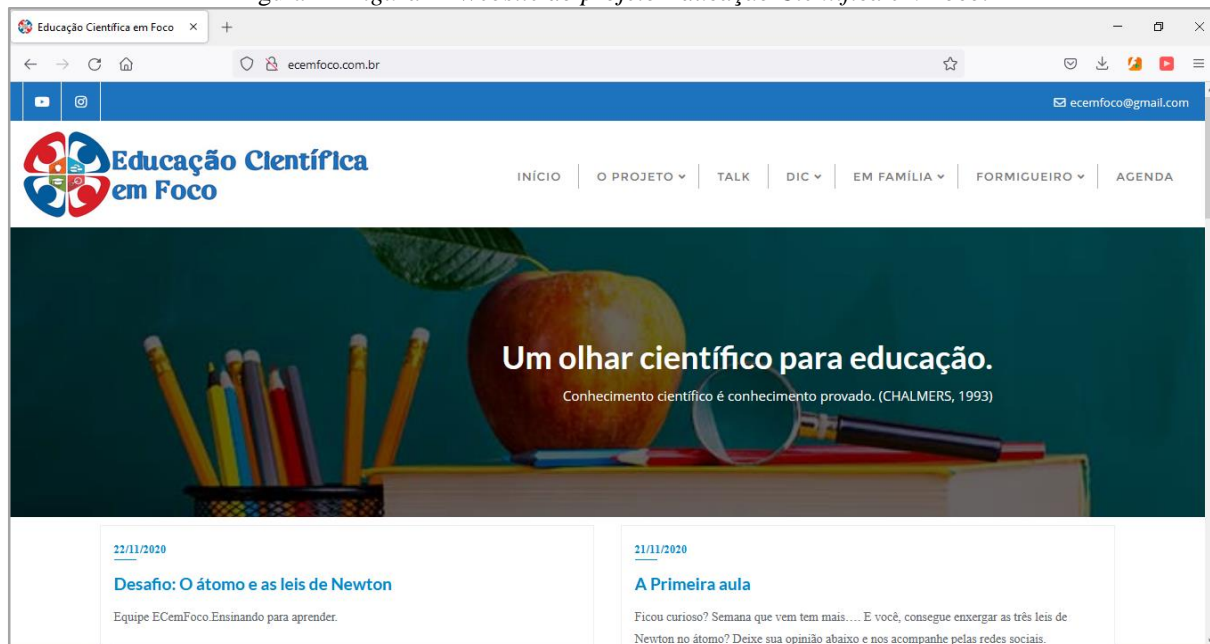 Educação Científica em Foco
ecemfoco.com.br
ecemfoco@gmail.com
Educação Científica
em Foco
INÍCIO
O PROJETO
TALK
DIC
EM FAMÍLIA
FORMIGUEIRO
AGENDA
Um olhar científico para educação.
Conhecimento científico é conhecimento provado. (CHALMERS, 1993)
22/11/2020
Desafio: O átomo e as leis de Newton
Equipe ECemFoco.Ensinando para aprender.
21/11/2020
A Primeira aula
Ficou curioso? Semana que vem tem mais…. E você, consegue enxergar as três leis de
Newton no átomo? Deixe sua opinião abaixo e nos acompanhe pelas redes sociais.